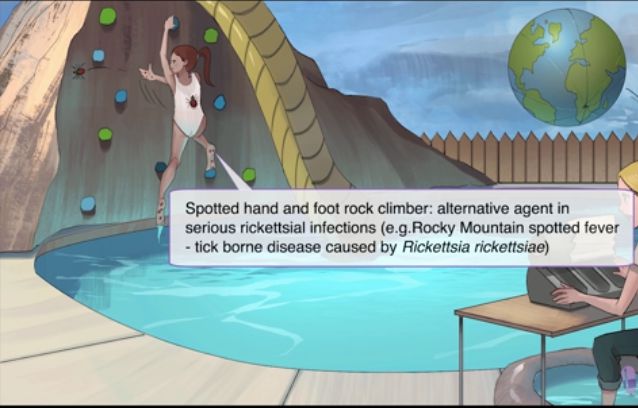 Spotted hand and foot rock climber: alternative agent in
serious rickettsial infections (e.g.Rocky Mountain spotted fever
- tick borne disease caused by Rickettsia rickettsiae)